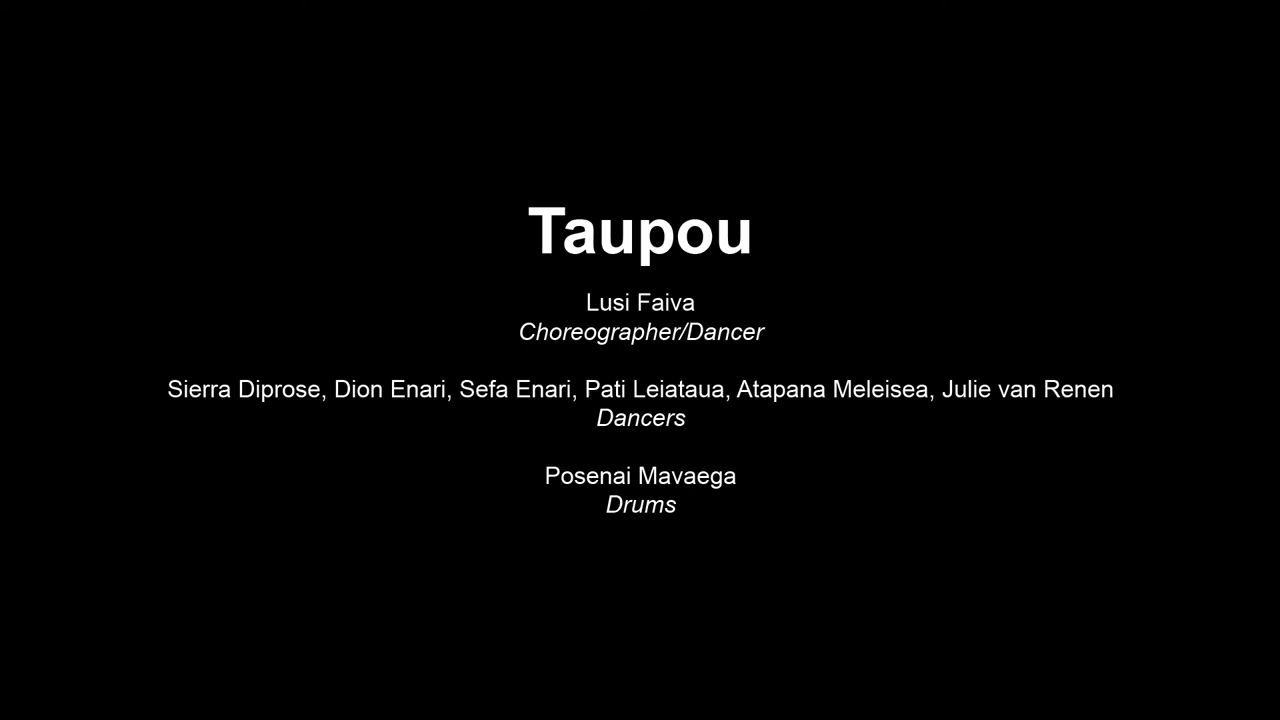 Taupou
Lusi Faiva
Choreographer/Dancer
Sierra Diprose, Dion Enari, Sefa Enari, Pati Leiataua, Atapana Meleisea, Julie van Renen
Dancers
Posenai Mavaega
Drums